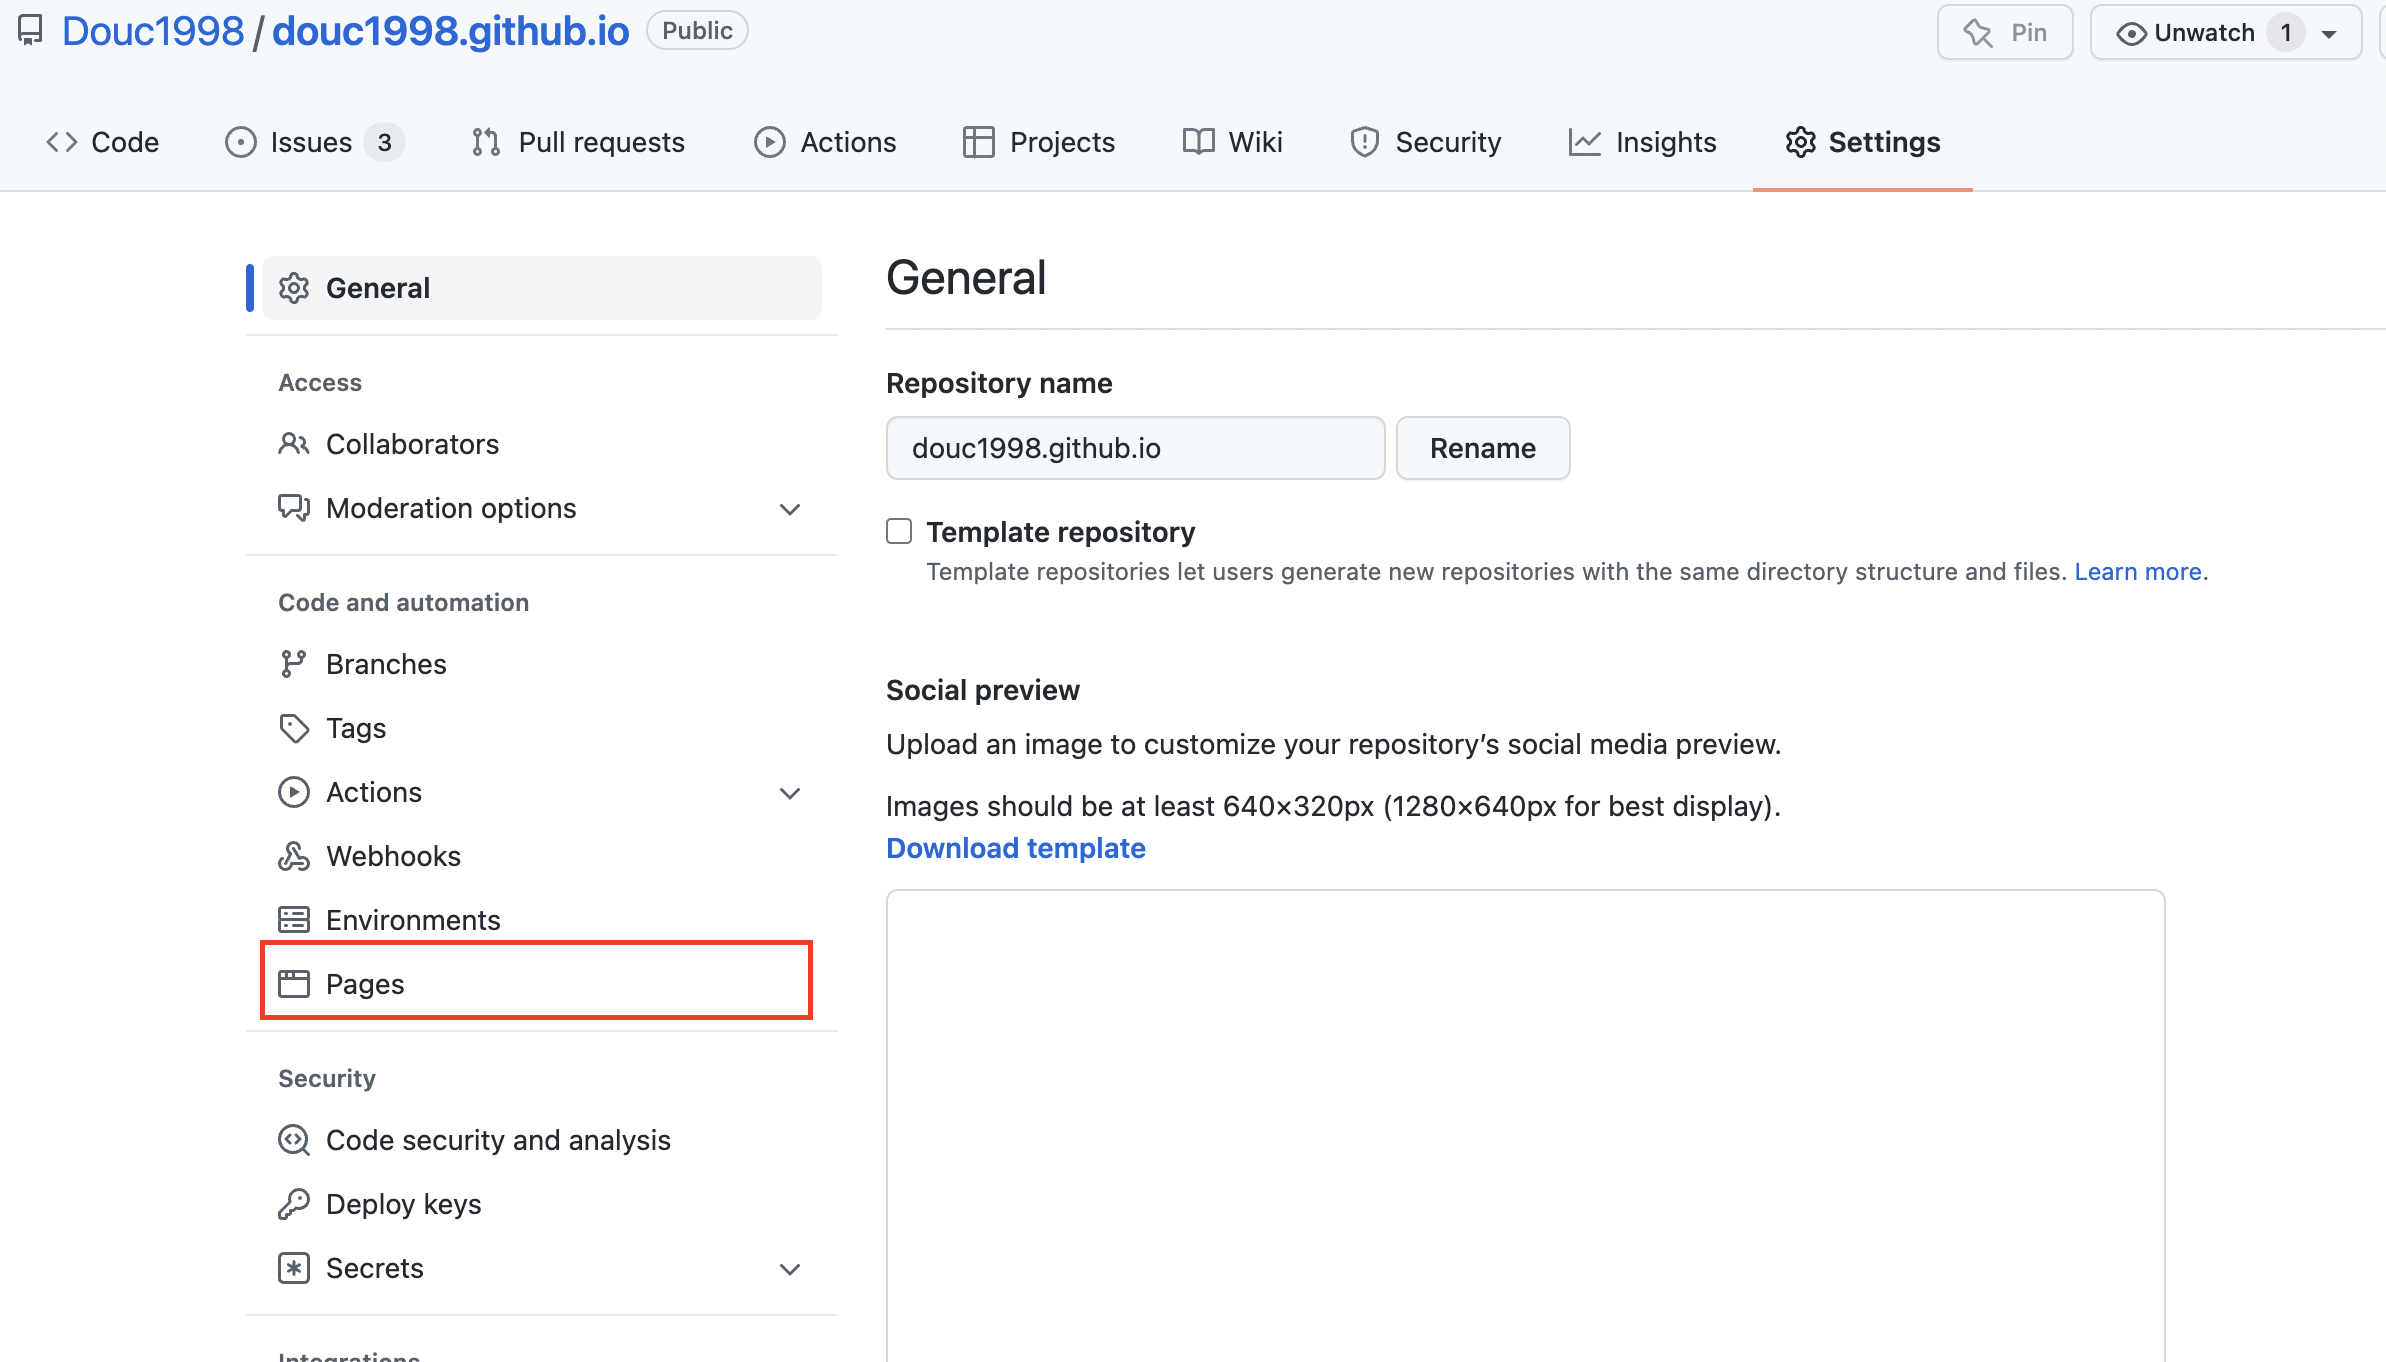 Douc1998 / douc1998.github.io Public
Pin
Unwatch 1
Code
Issues 3
Pull requests
Actions
Projects
Wiki
Security
Insights
Settings
General
Access
Collaborators
Moderation options
Code and automation
Branches
Tags
Actions
Webhooks
Environments
Pages
Security
Code security and analysis
Deploy keys
Secrets
Integrations
General
Repository name
douc1998.github.io
Rename
Template repository
Template repositories let users generate new repositories with the same directory structure and files. Learn more.
Social preview
Upload an image to customize your repository’s social media preview.
Images should be at least 640×320px (1280×640px for best display).
Download template